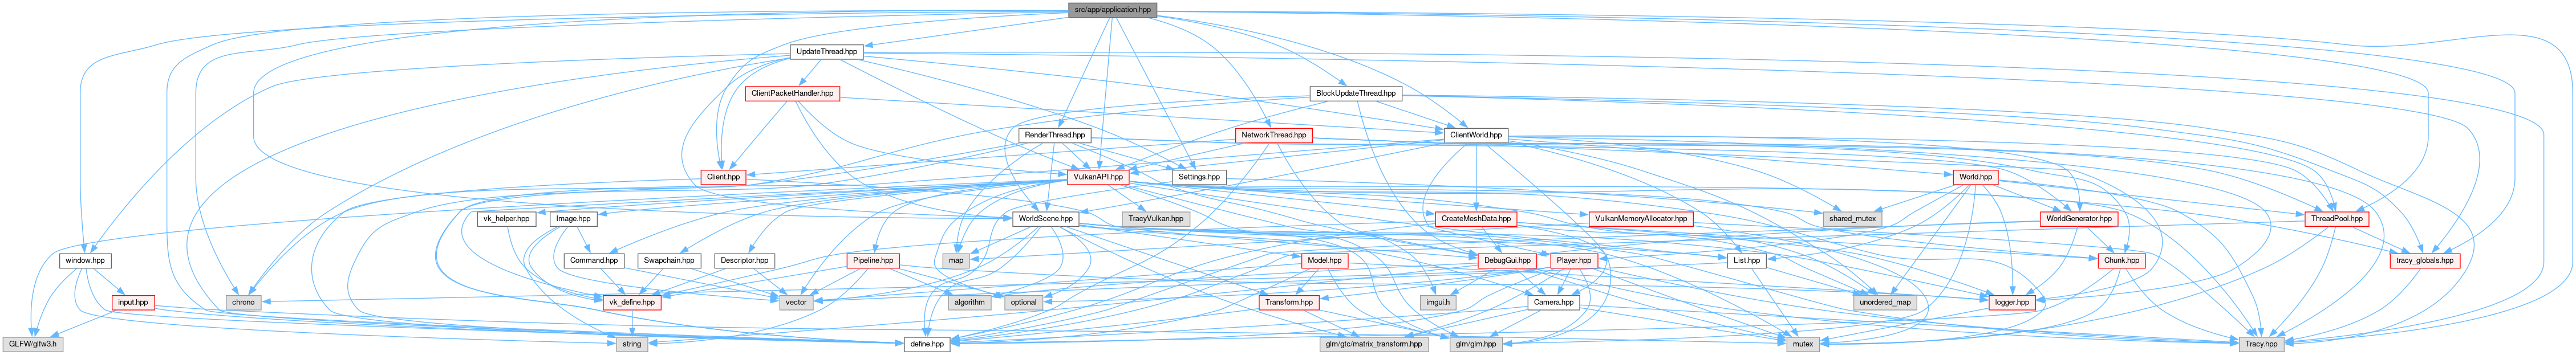 src/app/application.hpp
UpdateThread.hpp
ClientPacketHandler.hpp
BlockUpdateThread.hpp
RenderThread.hpp
NetworkThread.hpp
ClientWorld.hpp
Client.hpp
VulkanAPI.hpp
Settings.hpp
World.hpp
vk_helper.hpp
Image.hpp
WorldScene.hpp
TracyVulkan.hpp
CreateMeshData.hpp
VulkanMemoryAllocator.hpp
shared_mutex
WorldGenerator.hpp
ThreadPool.hpp
window.hpp
Command.hpp
Swapchain.hpp
Descriptor.hpp
Pipeline.hpp
map
Model.hpp
DebugGui.hpp
Player.hpp
List.hpp
Chunk.hpp
tracy_globals.hpp
input.hpp
chrono
vk_define.hpp
vector
algorithm
optional
Transform.hpp
imgui.h
Camera.hpp
unordered_map
logger.hpp
GLFW/glfw3.h
string
define.hpp
glm/gtc/matrix_transform.hpp
glm/glm.hpp
mutex
Tracy.hpp